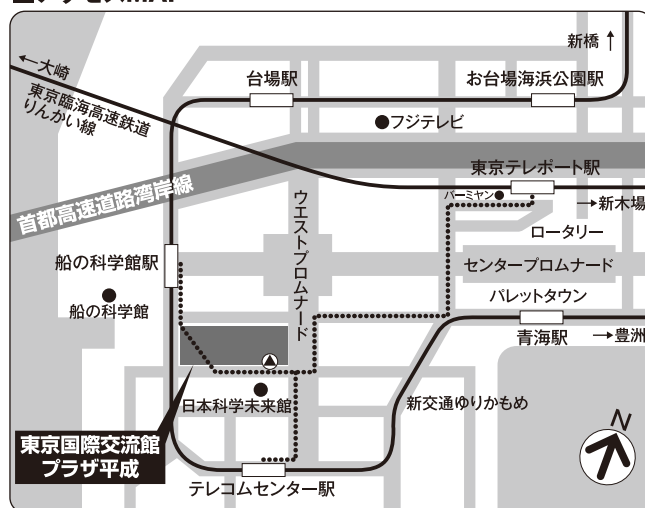 ■アクセスMAP
新橋↑
←大崎
台場駅
お台場海浜公園駅
東京臨海高速鉄道
りんかい線
●フジテレビ
東京テレポート駅
バーミヤン●
首都高速道路湾岸線
→新木場
ウエストプロムナード
ロータリー
船の科学館駅
センタープロムナード
船の科学館
パレットタウン
青海駅
→豊洲
日本科学未来館
新交通ゆりかもめ
東京国際交流館
プラザ平成
テレコムセンター駅
N